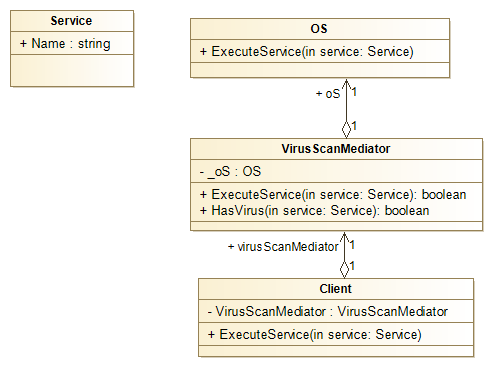 Service
+ Name : string
OS
+ ExecuteService(in service: Service)
+ oS
1
1
VirusScanMediator
- _oS : OS
+ ExecuteService(in service: Service): boolean
+ HasVirus(in service: Service): boolean
+ virusScanMediator
1
1
Client
- VirusScanMediator : VirusScanMediator
+ ExecuteService(in service: Service)